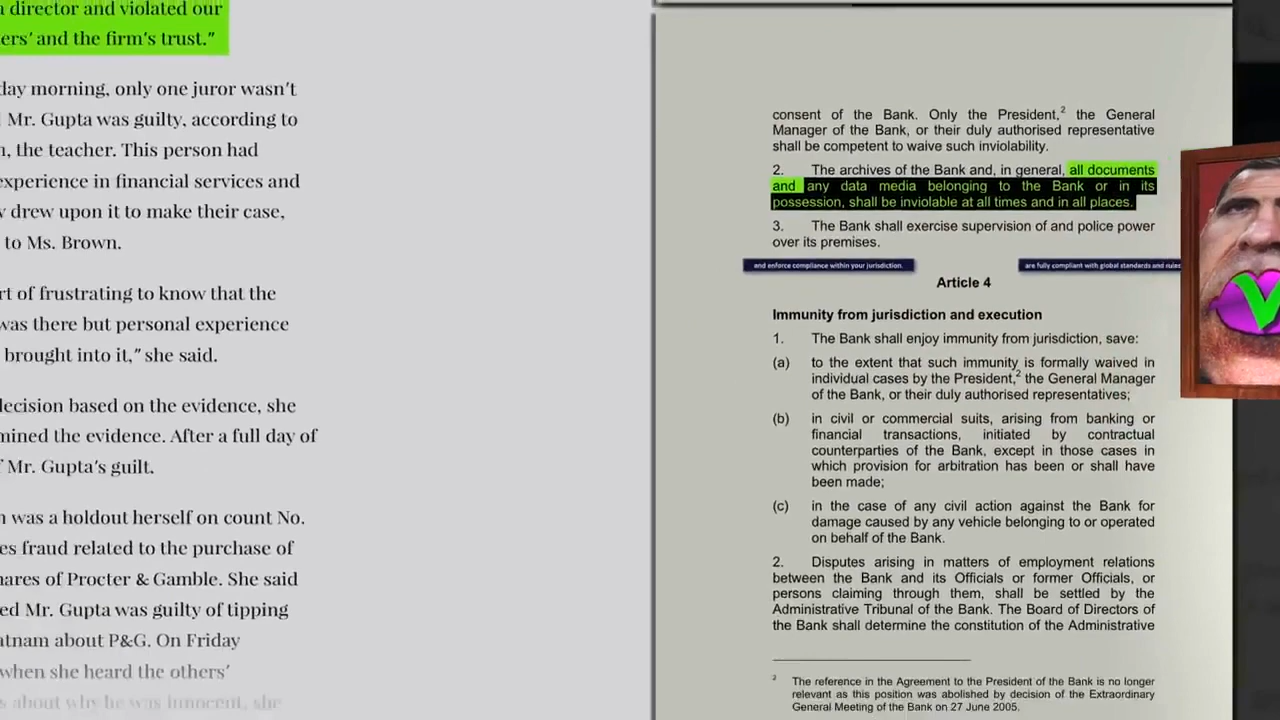 a director and violated our
ers' and the firm's trust."
day morning, only one juror wasn't
Mr. Gupta was guilty, according to
, the teacher. This person had
experience in financial services and
drew upon it to make their case,
to Ms. Brown.
rt of frustrating to know that the
was there but personal experience
brought into it," she said.
decision based on the evidence, she
mined the evidence. After a full day of
f Mr. Gupta's guilt.
was a holdout herself on count No.
es fraud related to the purchase of
hares of Procter & Gamble. She said
ed Mr. Gupta was guilty of tipping
atnam about P&G. On Friday
when she heard the others'
s about why he was innocent, she
consent of the Bank. Only the President,2 the General
Manager of the Bank, or their duly authorised representative
shall be competent to waive such inviolability.
2. The archives of the Bank and, in general, all documents
and any data media belonging to the Bank or in its
possession, shall be inviolable at all times and in all places.
3. The Bank shall exercise supervision of and police power
over its premises.
and enforce compliance within your jurisdiction.
are fully compliant with global standards and rules
Article 4
Immunity from jurisdiction and execution
1. The Bank shall enjoy immunity from jurisdiction, save:
(a) to the extent that such immunity is formally waived in
individual cases by the President,2 the General Manager
of the Bank, or their duly authorised representatives;
(b) in civil or commercial suits, arising from banking or
financial transactions, initiated by contractual
counterparties of the Bank, except in those cases in
which provision for arbitration has been or shall have
been made;
(c) in the case of any civil action against the Bank for
damage caused by any vehicle belonging to or operated
on behalf of the Bank.
2. Disputes arising in matters of employment relations
between the Bank and its Officials or former Officials, or
persons claiming through them, shall be settled by the
Administrative Tribunal of the Bank. The Board of Directors of
the Bank shall determine the constitution of the Administrative
2 The reference in the Agreement to the President of the Bank is no longer
relevant as this position was abolished by decision of the Extraordinary
General Meeting of the Bank on 27 June 2005.